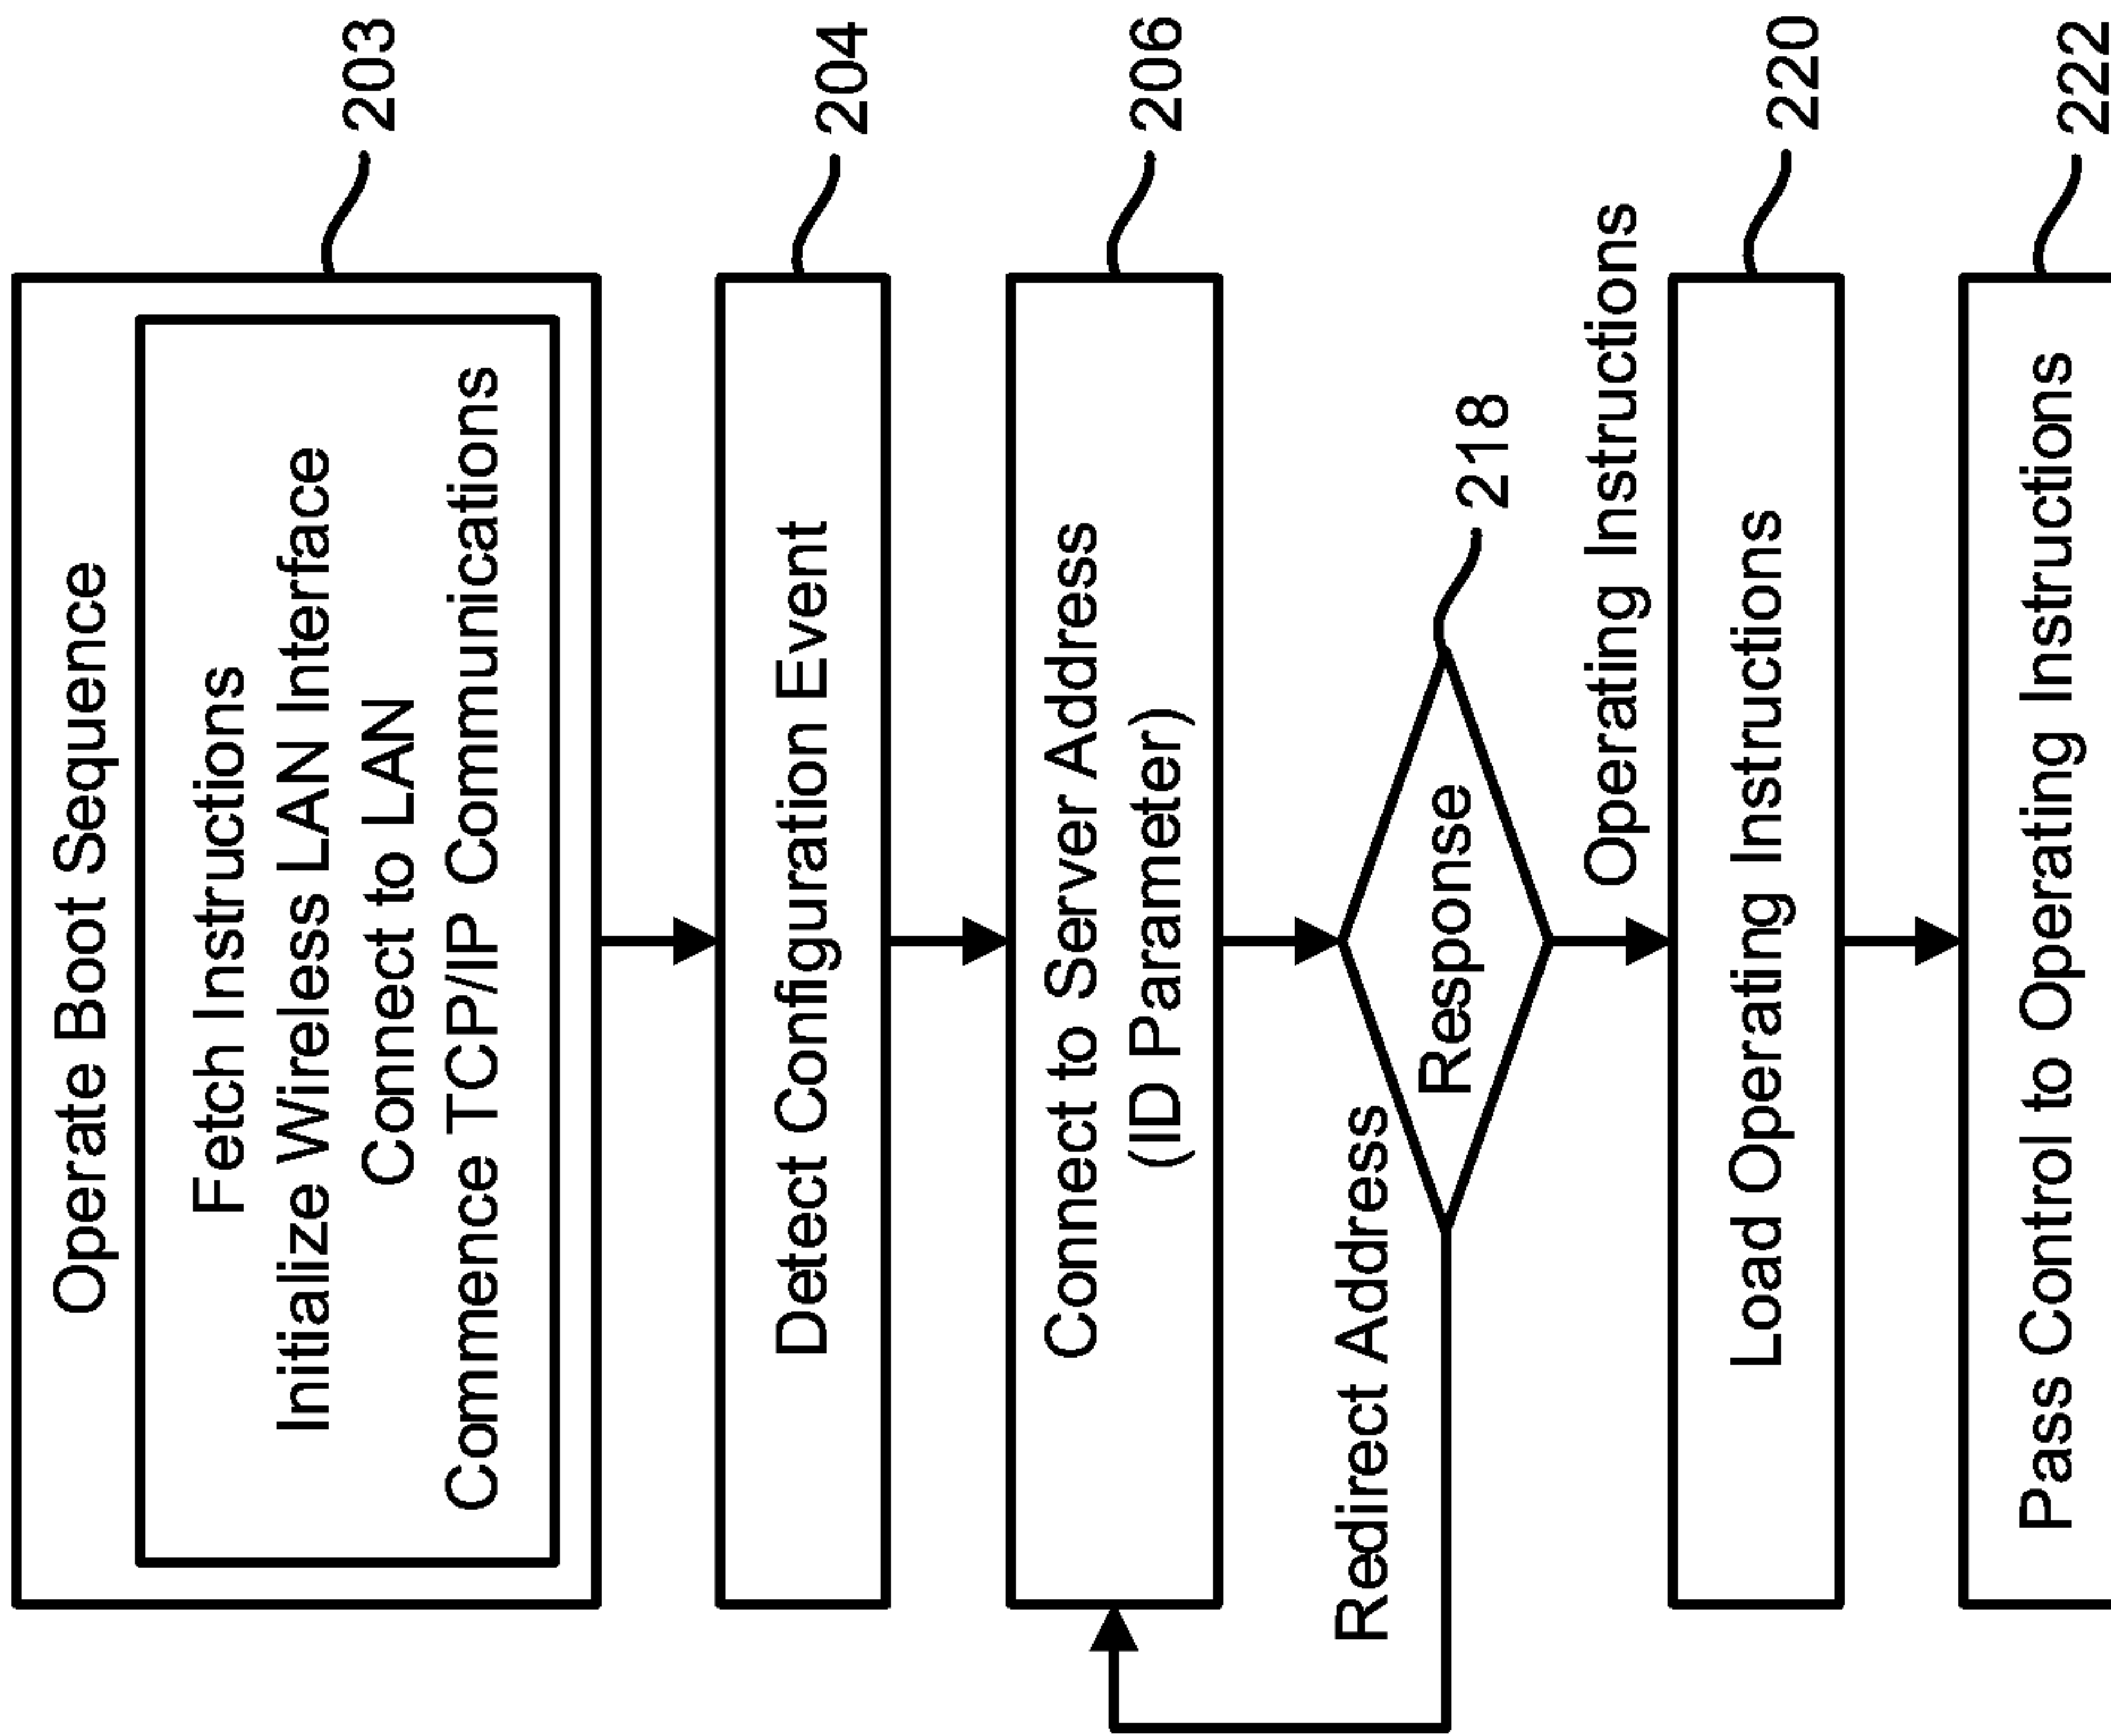 Operate Boot Sequence
203
Fetch Instructions
Initialize Wireless LAN Interface
Connect to LAN
Commence TCP/IP Communications
Detect Configuration Event
204
Connect to Server Address
(ID Parameter)
206
Redirect Address
Response
218
Operating Instructions
Load Operating Instructions
220
Pass Control to Operating Instructions
222